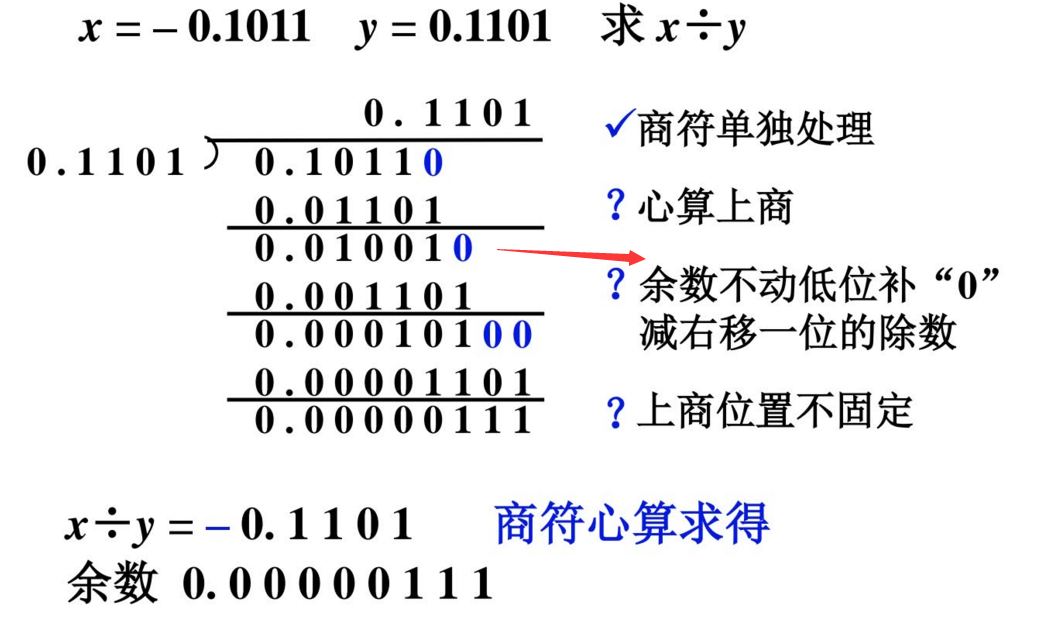 x = – 0.1011 y = 0.1101 求 x÷y
0.1101
0.1101 ) 0.10110
0.01101
0.010010
0.001101
0.00010100
0.00001101
0.00000111
✓商符单独处理
?心算上商
?余数不动低位补“0”
减右移一位的除数
?上商位置不固定
x÷y = – 0.1101 商符心算求得
余数 0.00000111